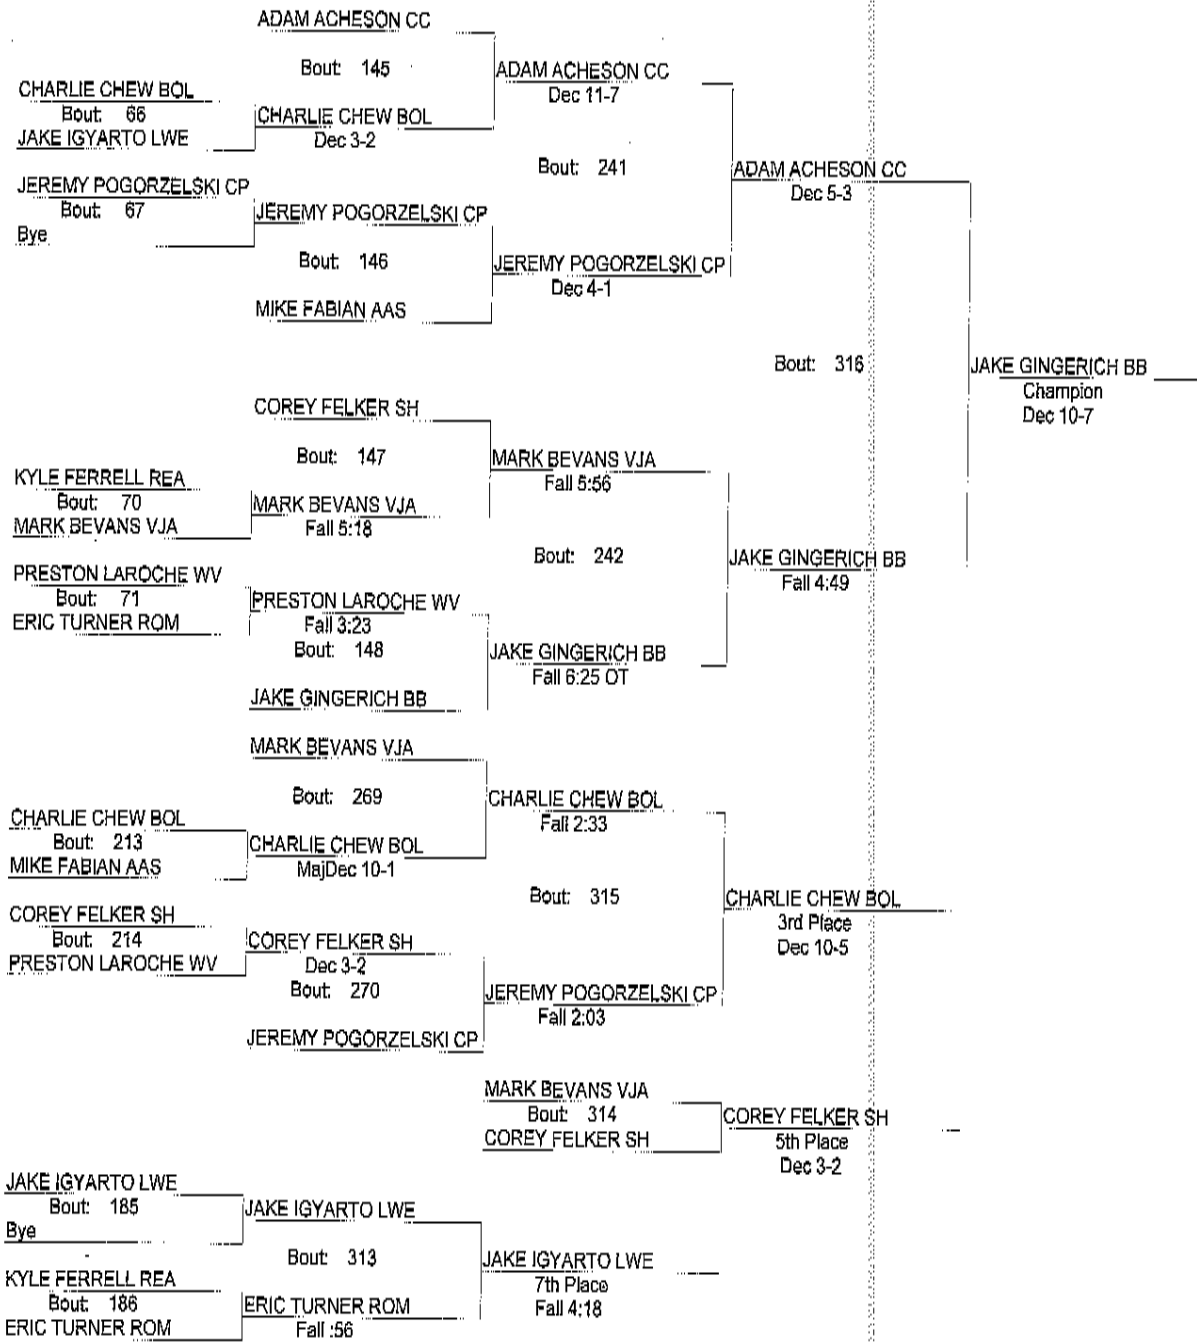 ADAM ACHESON CC
Bout: 145
ADAM ACHESON CC
Dec 11-7
CHARLIE CHEW BOL
Bout: 66
JAKE IGYARTO LWE
CHARLIE CHEW BOL
Dec 3-2
Bout: 241
ADAM ACHESON CC
Dec 5-3
JEREMY POGORZELSKI CP
Bout: 67
Bye
JEREMY POGORZELSKI CP
Bout: 146
JEREMY POGORZELSKI CP
Dec 4-1
MIKE FABIAN AAS
Bout: 316
JAKE GINGERICH BB
Champion
Dec 10-7
COREY FELKER SH
Bout: 147
MARK BEVANS VJA
Fall 5:56
KYLE FERRELL REA
Bout: 70
MARK BEVANS VJA
MARK BEVANS VJA
Fall 5:18
Bout: 242
JAKE GINGERICH BB
Fall 4:49
PRESTON LAROCHE WV
Bout: 71
ERIC TURNER ROM
PRESTON LAROCHE WV
Fall 3:23
Bout: 148
JAKE GINGERICH BB
Fall 6:25 OT
JAKE GINGERICH BB
MARK BEVANS VJA
Bout: 269
CHARLIE CHEW BOL
Fall 2:33
CHARLIE CHEW BOL
Bout: 213
MIKE FABIAN AAS
CHARLIE CHEW BOL
MajDec 10-1
Bout: 315
CHARLIE CHEW BOL
3rd Place
Dec 10-5
COREY FELKER SH
Bout: 214
PRESTON LAROCHE WV
COREY FELKER SH
Dec 3-2
Bout: 270
JEREMY POGORZELSKI CP
Fall 2:03
JEREMY POGORZELSKI CP
MARK BEVANS VJA
Bout: 314
COREY FELKER SH
COREY FELKER SH
5th Place
Dec 3-2
JAKE IGYARTO LWE
Bout: 185
Bye
JAKE IGYARTO LWE
Bout: 313
JAKE IGYARTO LWE
7th Place
Fall 4:18
KYLE FERRELL REA
Bout: 186
ERIC TURNER ROM
ERIC TURNER ROM
Fall :56